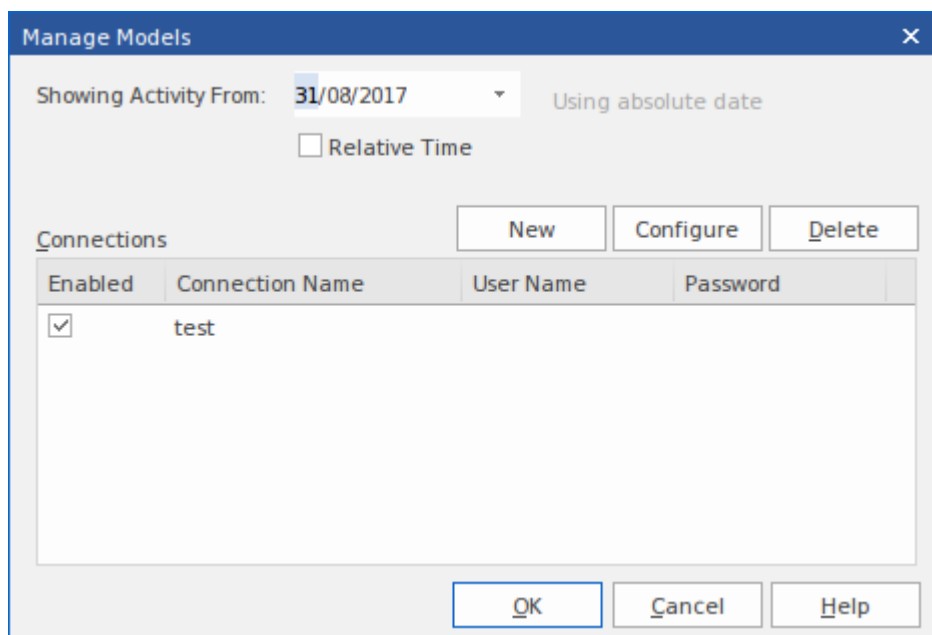 Manage Models
Showing Activity From: 31/08/2017 Using absolute date
Relative Time
Connections New Configure Delete
Enabled Connection Name User Name Password
test
OK Cancel Help